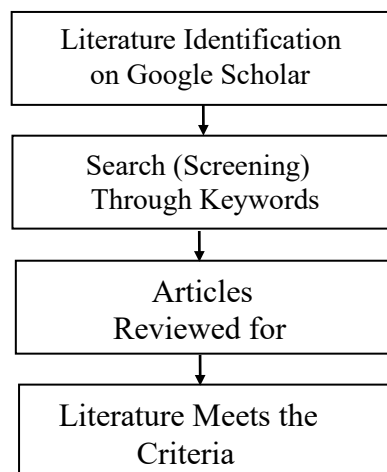 Literature Identification
on Google Scholar
Search (Screening)
Through Keywords
Articles
Reviewed for
Literature Meets the
Criteria